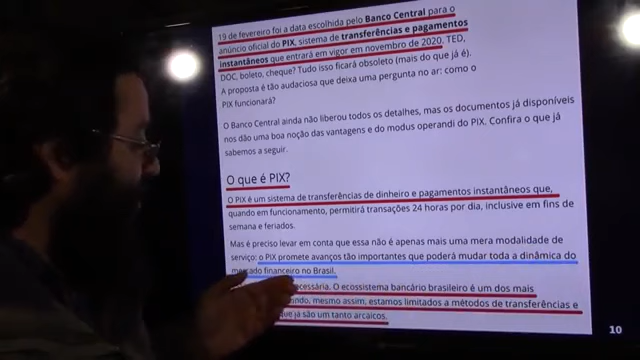 19 de fevereiro foi a data escolhida pelo Banco Central para o
anúncio oficial do PIX, sistema de transferências e pagamentos
instantâneos que entrará em vigor em novembro de 2020. TED,
DOC, boleto, cheque? Tudo isso ficará obsoleto (mais do que já é).
A proposta é tão audaciosa que deixa uma pergunta no ar: como o
PIX funcionará?
O Banco Central ainda não liberou todos os detalhes, mas os documentos já disponíveis
nos dão uma boa noção das vantagens e do modus operandi do PIX. Confira o que já
sabemos a seguir.
O que é PIX?
O PIX é um sistema de transferências de dinheiro e pagamentos instantâneos que,
quando em funcionamento, permitirá transações 24 horas por dia, inclusive em fins de
semana e feriados.
Mas é preciso levar em conta que essa não é apenas mais uma mera modalidade de
serviço: o PIX promete avanços tão importantes que poderá mudar toda a dinâmica do
mercado financeiro no Brasil.
O ecossistema bancário brasileiro é um dos mais
mesmo assim, estamos limitados a métodos de transferências e
que já são um tanto arcaicos.
10